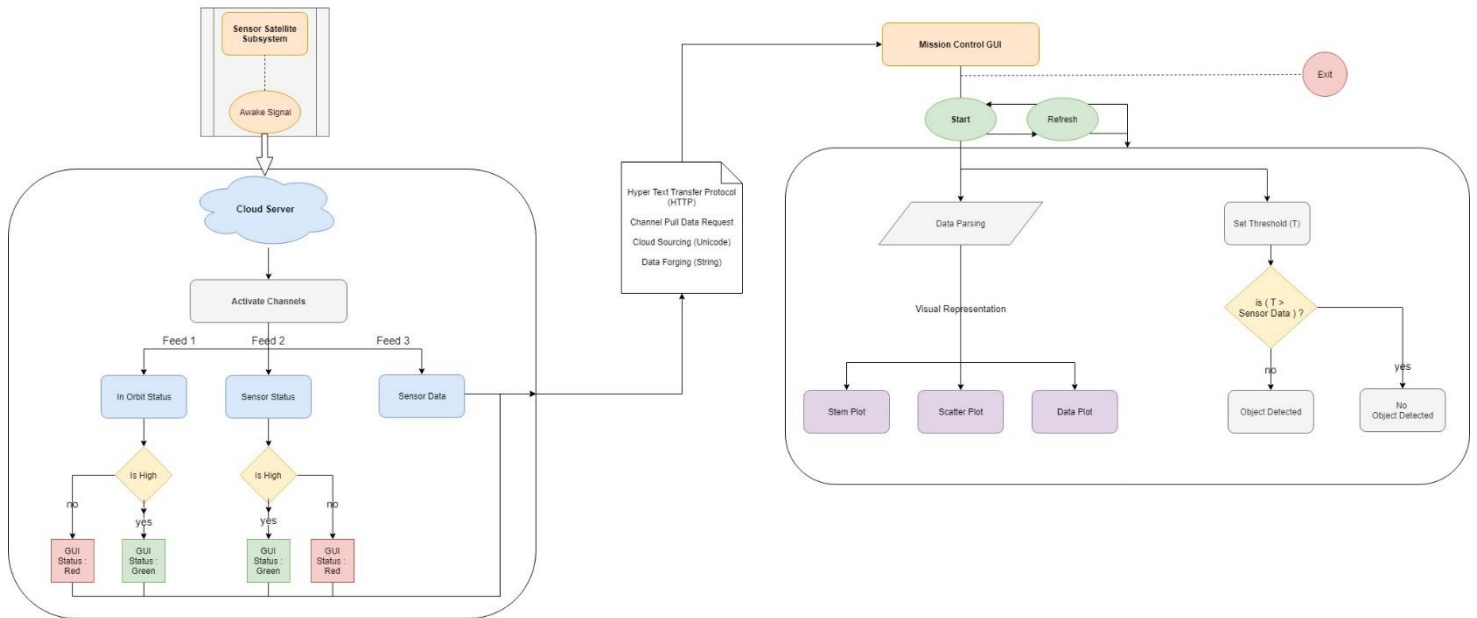 Sensor Satellite
Subsystem
Awake Signal
Cloud Server
Activate Channels
Feed 1
Feed 2
Feed 3
In Orbit Status
Sensor Status
Sensor Data
Is High
Is High
no
yes
yes
no
GUI
Status :
Red
GUI
Status :
Green
GUI
Status :
Green
GUI
Status :
Red
Hyper Text Transfer Protocol
(HTTP)
Channel Pull Data Request
Cloud Sourcing (Unicode)
Data Forging (String)
Mission Control GUI
Exit
Start
Refresh
Data Parsing
Set Threshold (T)
Visual Representation
is ( T >
Sensor Data ) ?
no
yes
Stem Plot
Scatter Plot
Data Plot
Object Detected
No
Object Detected